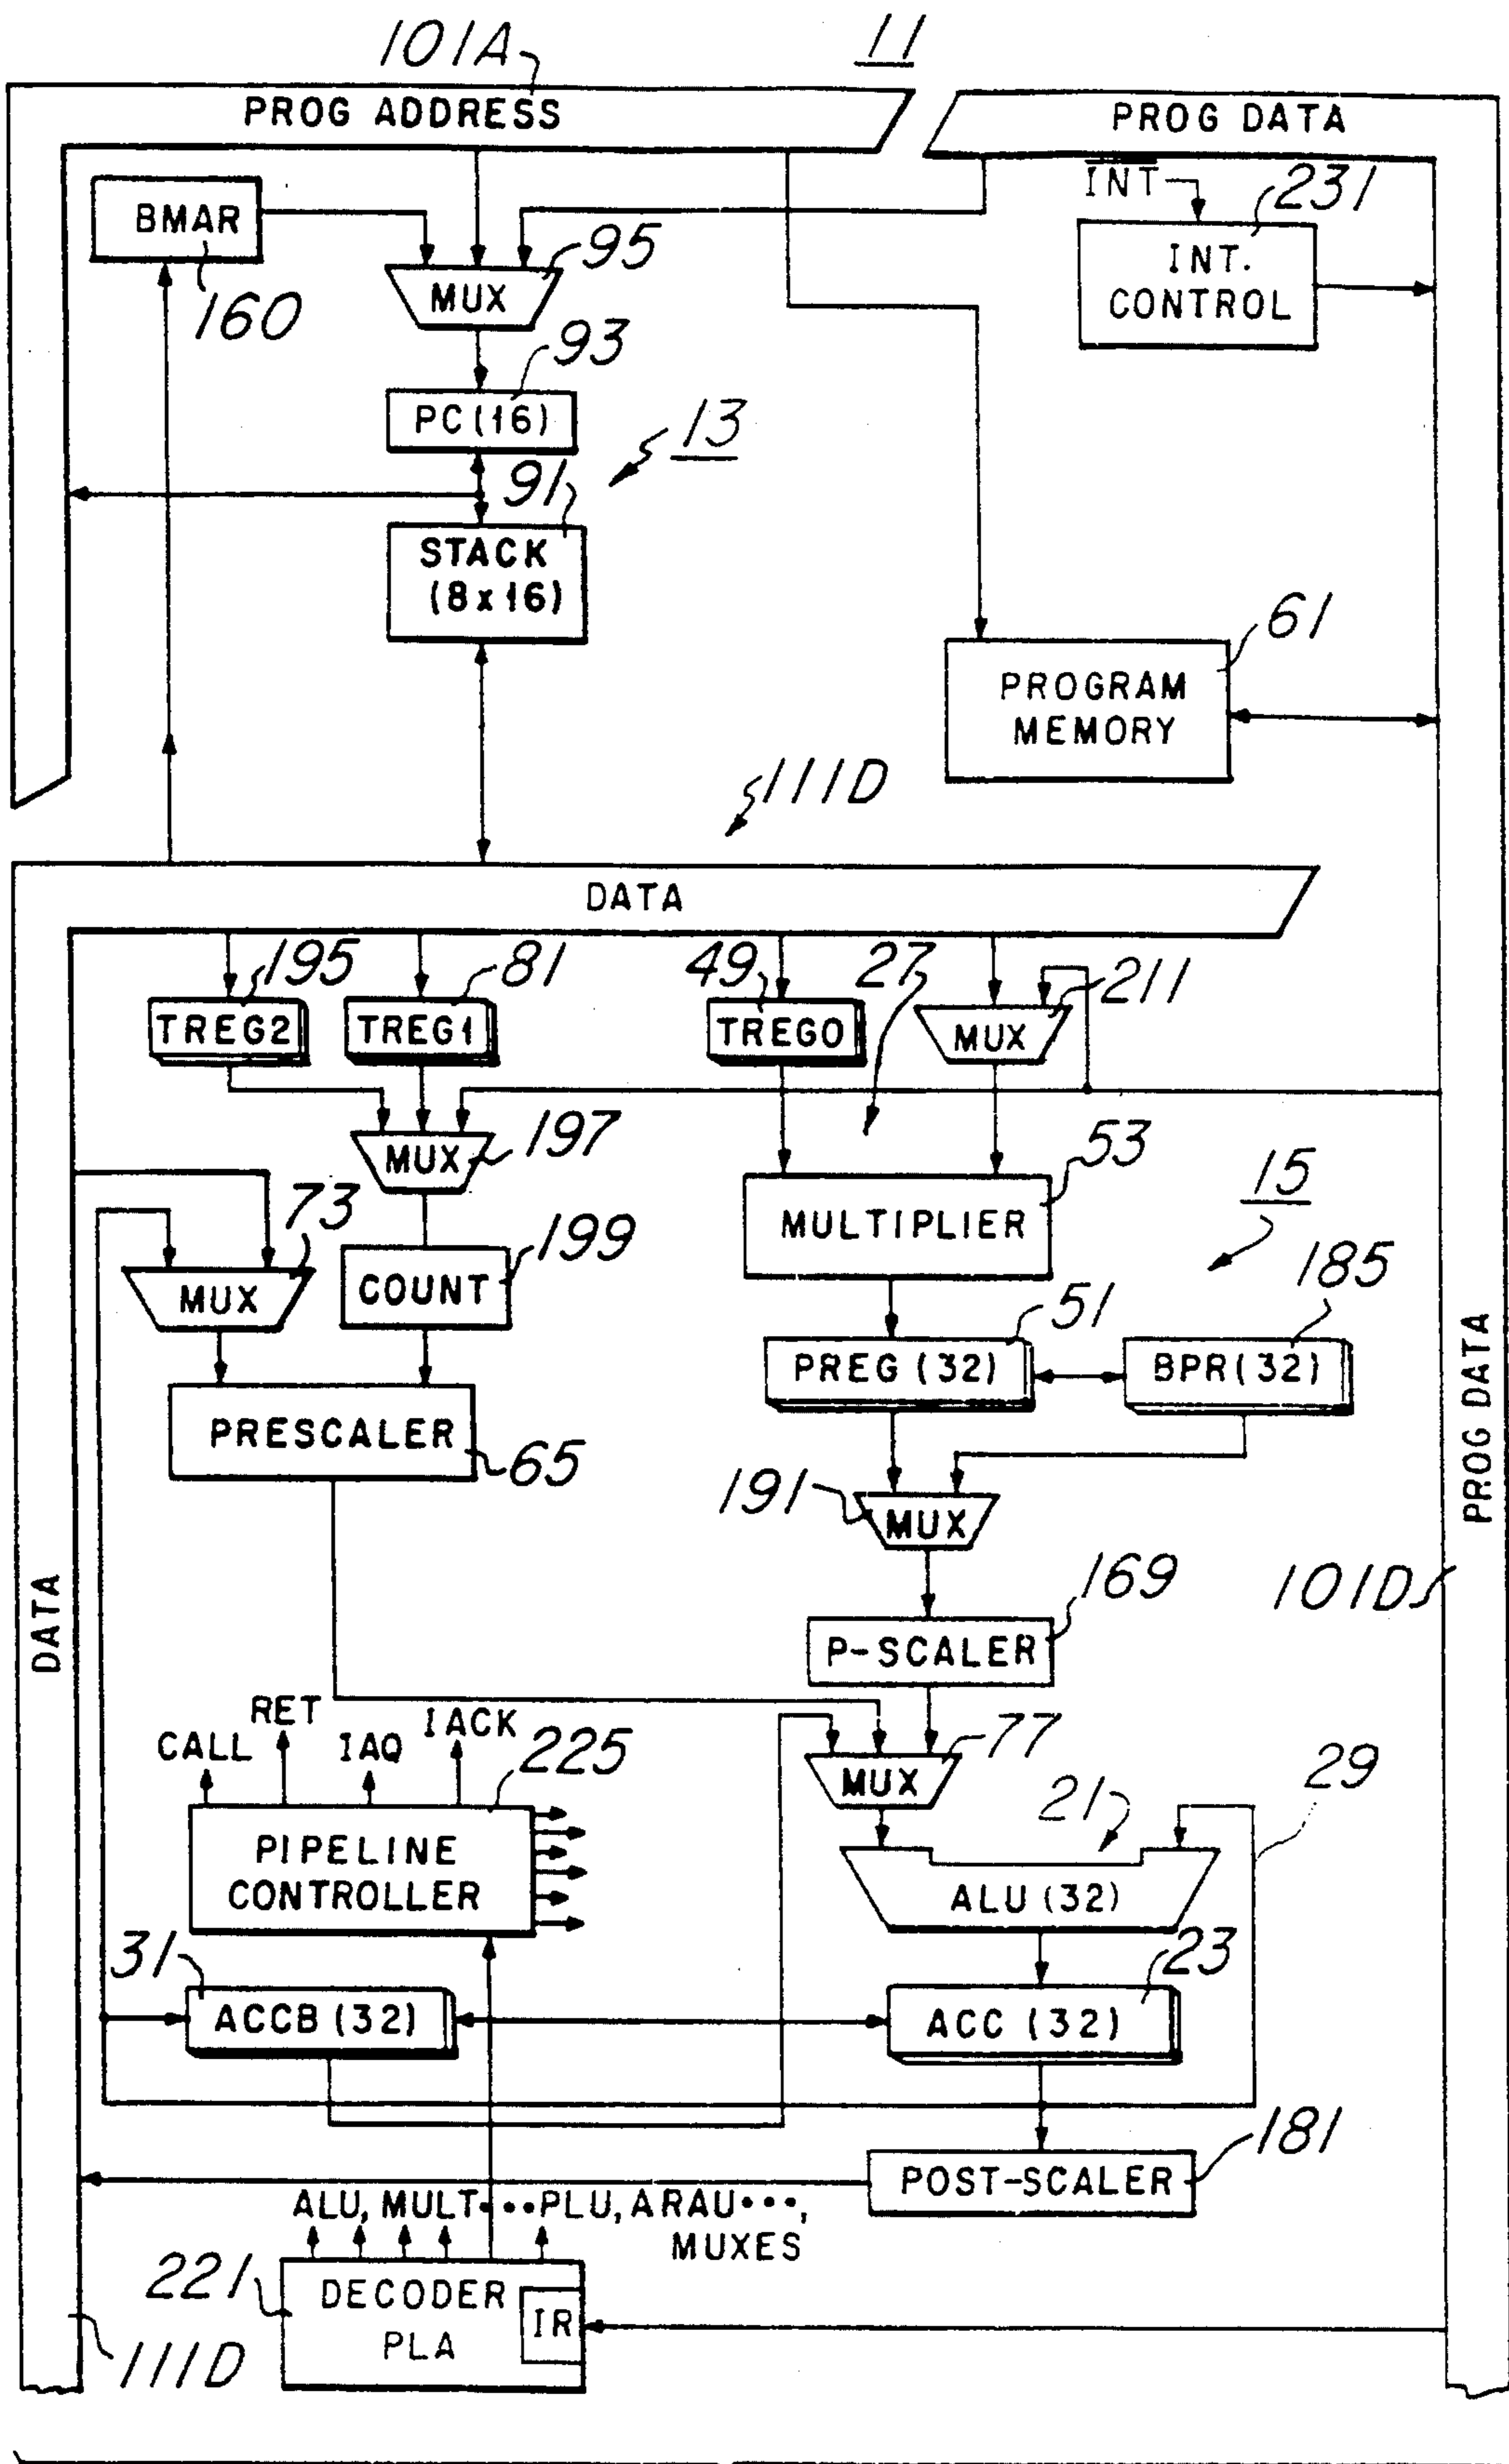 11
101A
PROG ADDRESS
PROG DATA
INT
231
BMAR
160
95
MUX
INT.
CONTROL
93
PC(16)
13
91
STACK
(8x16)
61
PROGRAM
MEMORY
111D
DATA
195
81
49
27
211
TREG2
TREG1
TREG0
MUX
197
MUX
53
MULTIPLIER
15
73
199
185
MUX
COUNT
51
PREG (32)
BPR(32)
PROG DATA
PRESCALER
65
191
MUX
169
101D
DATA
P-SCALER
RET
IACK
CALL
IAQ
225
77
MUX
29
21
PIPELINE
CONTROLLER
ALU (32)
31
23
ACCB (32)
ACC (32)
181
POST-SCALER
ALU, MULT•••PLU, ARAU•••,
MUXES
221
DECODER
PLA
IR
111D